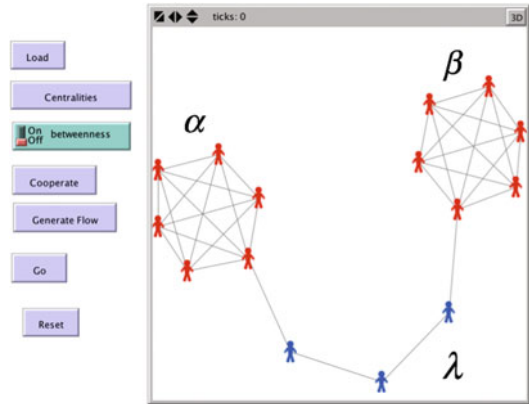 ticks: 0
3D
Load
Centralities
On
Off
betweenness
Cooperate
Generate Flow
Go
Reset
α
β
λ